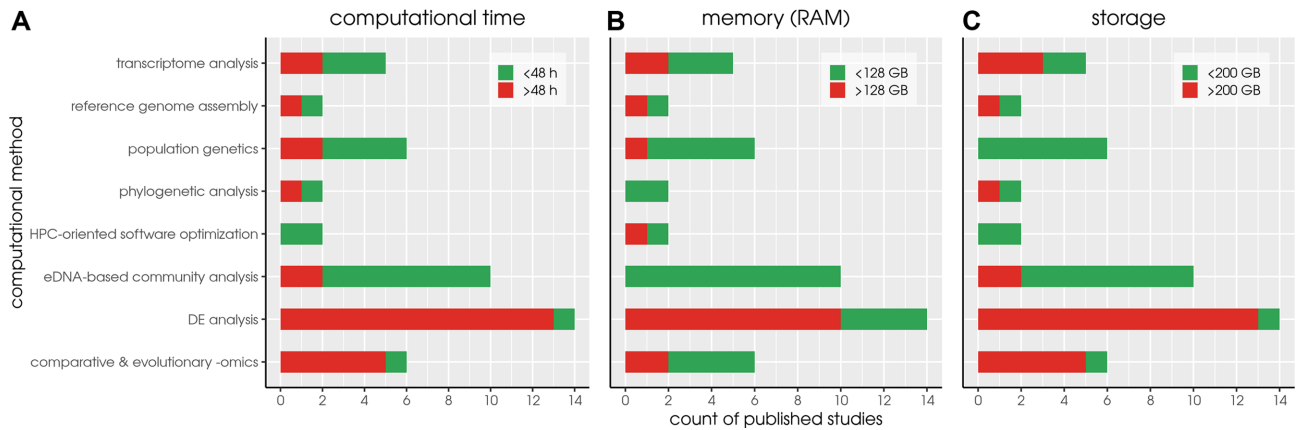 A
computational time
B
memory (RAM)
C
storage
computational method
transcriptome analysis
reference genome assembly
population genetics
phylogenetic analysis
HPC-oriented software optimization
eDNA-based community analysis
DE analysis
comparative & evolutionary -omics
<48 h
>48 h
<128 GB
>128 GB
<200 GB
>200 GB
0 2 4 6 8 10 12 14
0 2 4 6 8 10 12 14
0 2 4 6 8 10 12 14
count of published studies